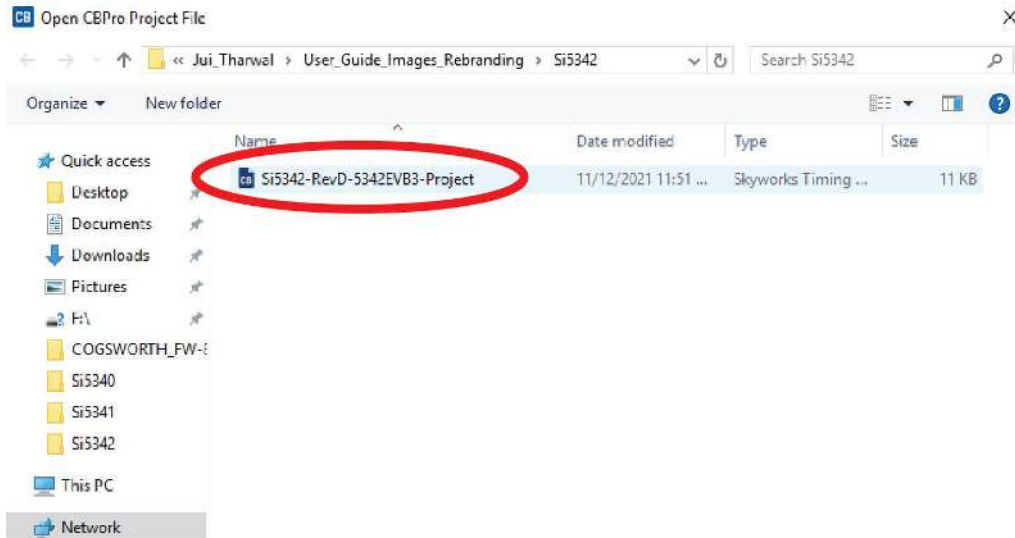 CB Open CBPro Project File
« Jui_Tharwal › User_Guide_Images_Rebranding › Si5342
Search Si5342
Organize
New folder
Name
Date modified
Type
Size
Quick access
Desktop
CB Si5342-RevD-5342EVB3-Project
11/12/2021 11:51 ...
Skyworks Timing ...
11 KB
Documents
Downloads
Pictures
F:\
COGSWORTH_FW-
Si5340
Si5341
Si5342
This PC
Network